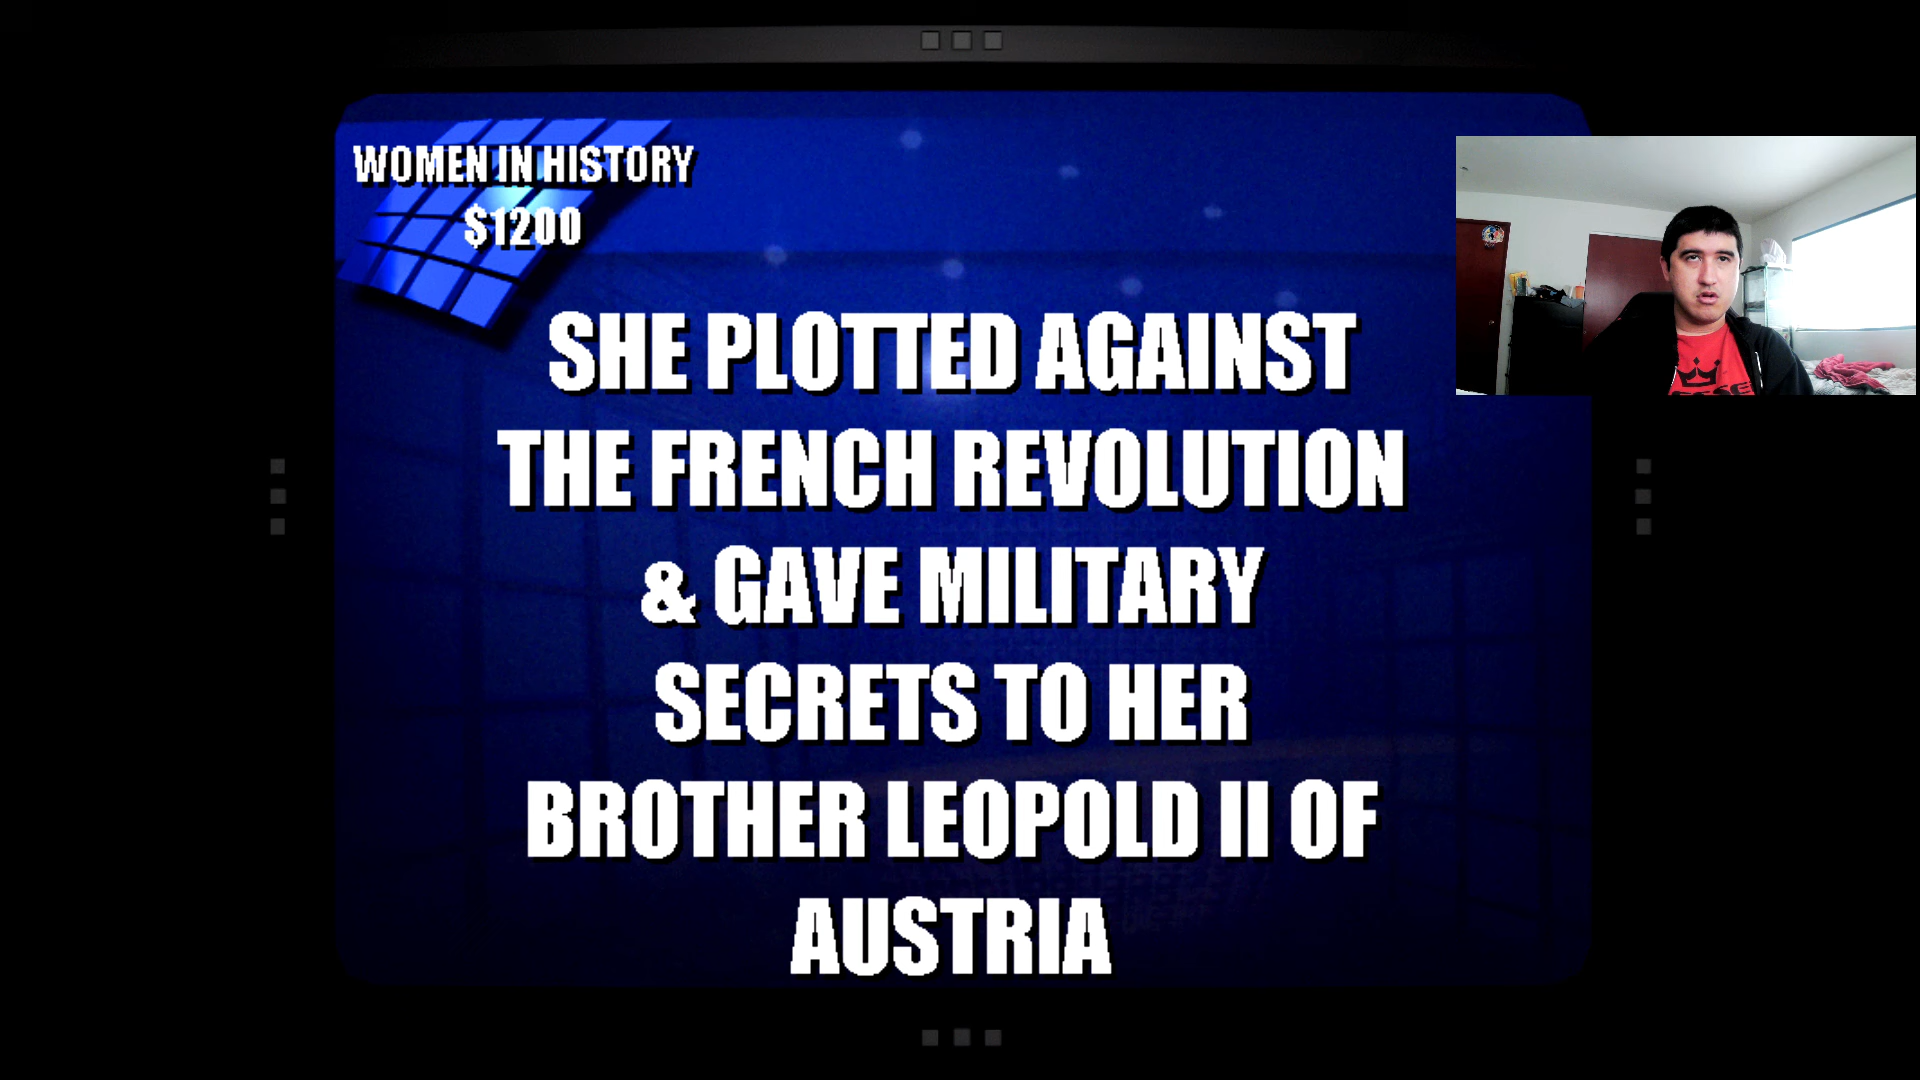 WOMEN IN HISTORY
$1200
SHE PLOTTED AGAINST
THE FRENCH REVOLUTION
& GAVE MILITARY
SECRETS TO HER
BROTHER LEOPOLD II OF
AUSTRIA